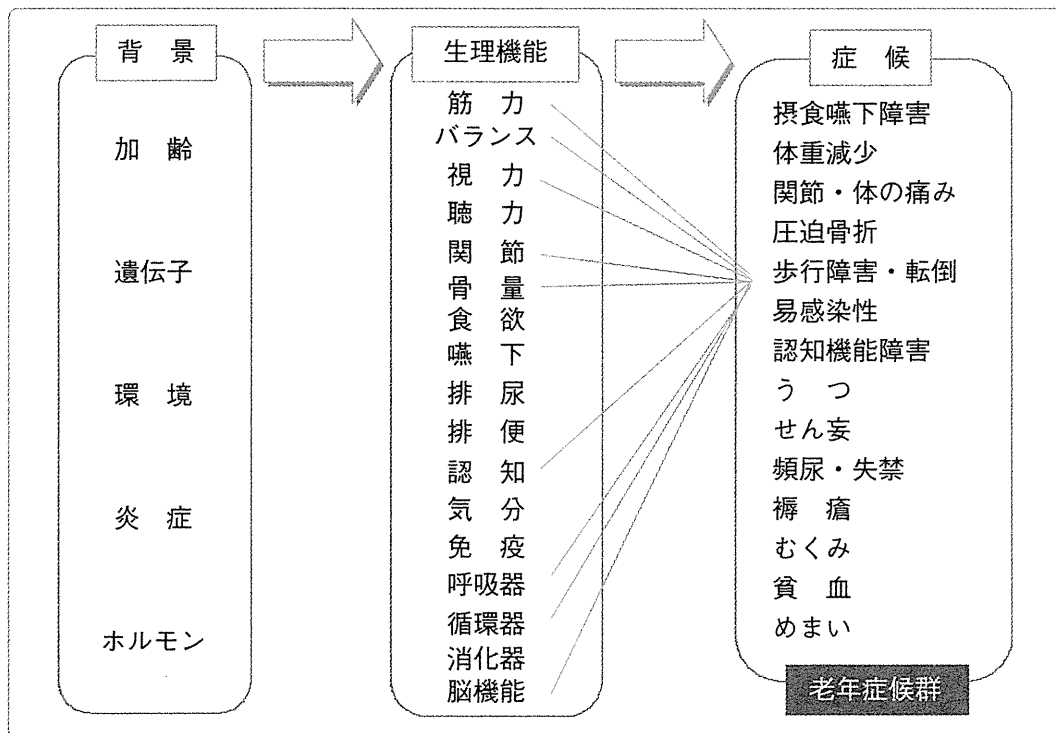 背 景
加 齢
遺伝子
環 境
炎 症
ホルモン
生理機能
筋 力
バランス
視 力
聴 力
関 節
骨 量
食 欲
嚥 下
排 尿
排 便
認 知
気 分
免 疫
呼吸器
循環器
消化器
脳機能
症 候
摂食嚥下障害
体重減少
関節・体の痛み
圧迫骨折
歩行障害・転倒
易感染性
認知機能障害
う つ
せん妄
頻尿・失禁
褥 瘡
むくみ
貧 血
めまい
老年症候群